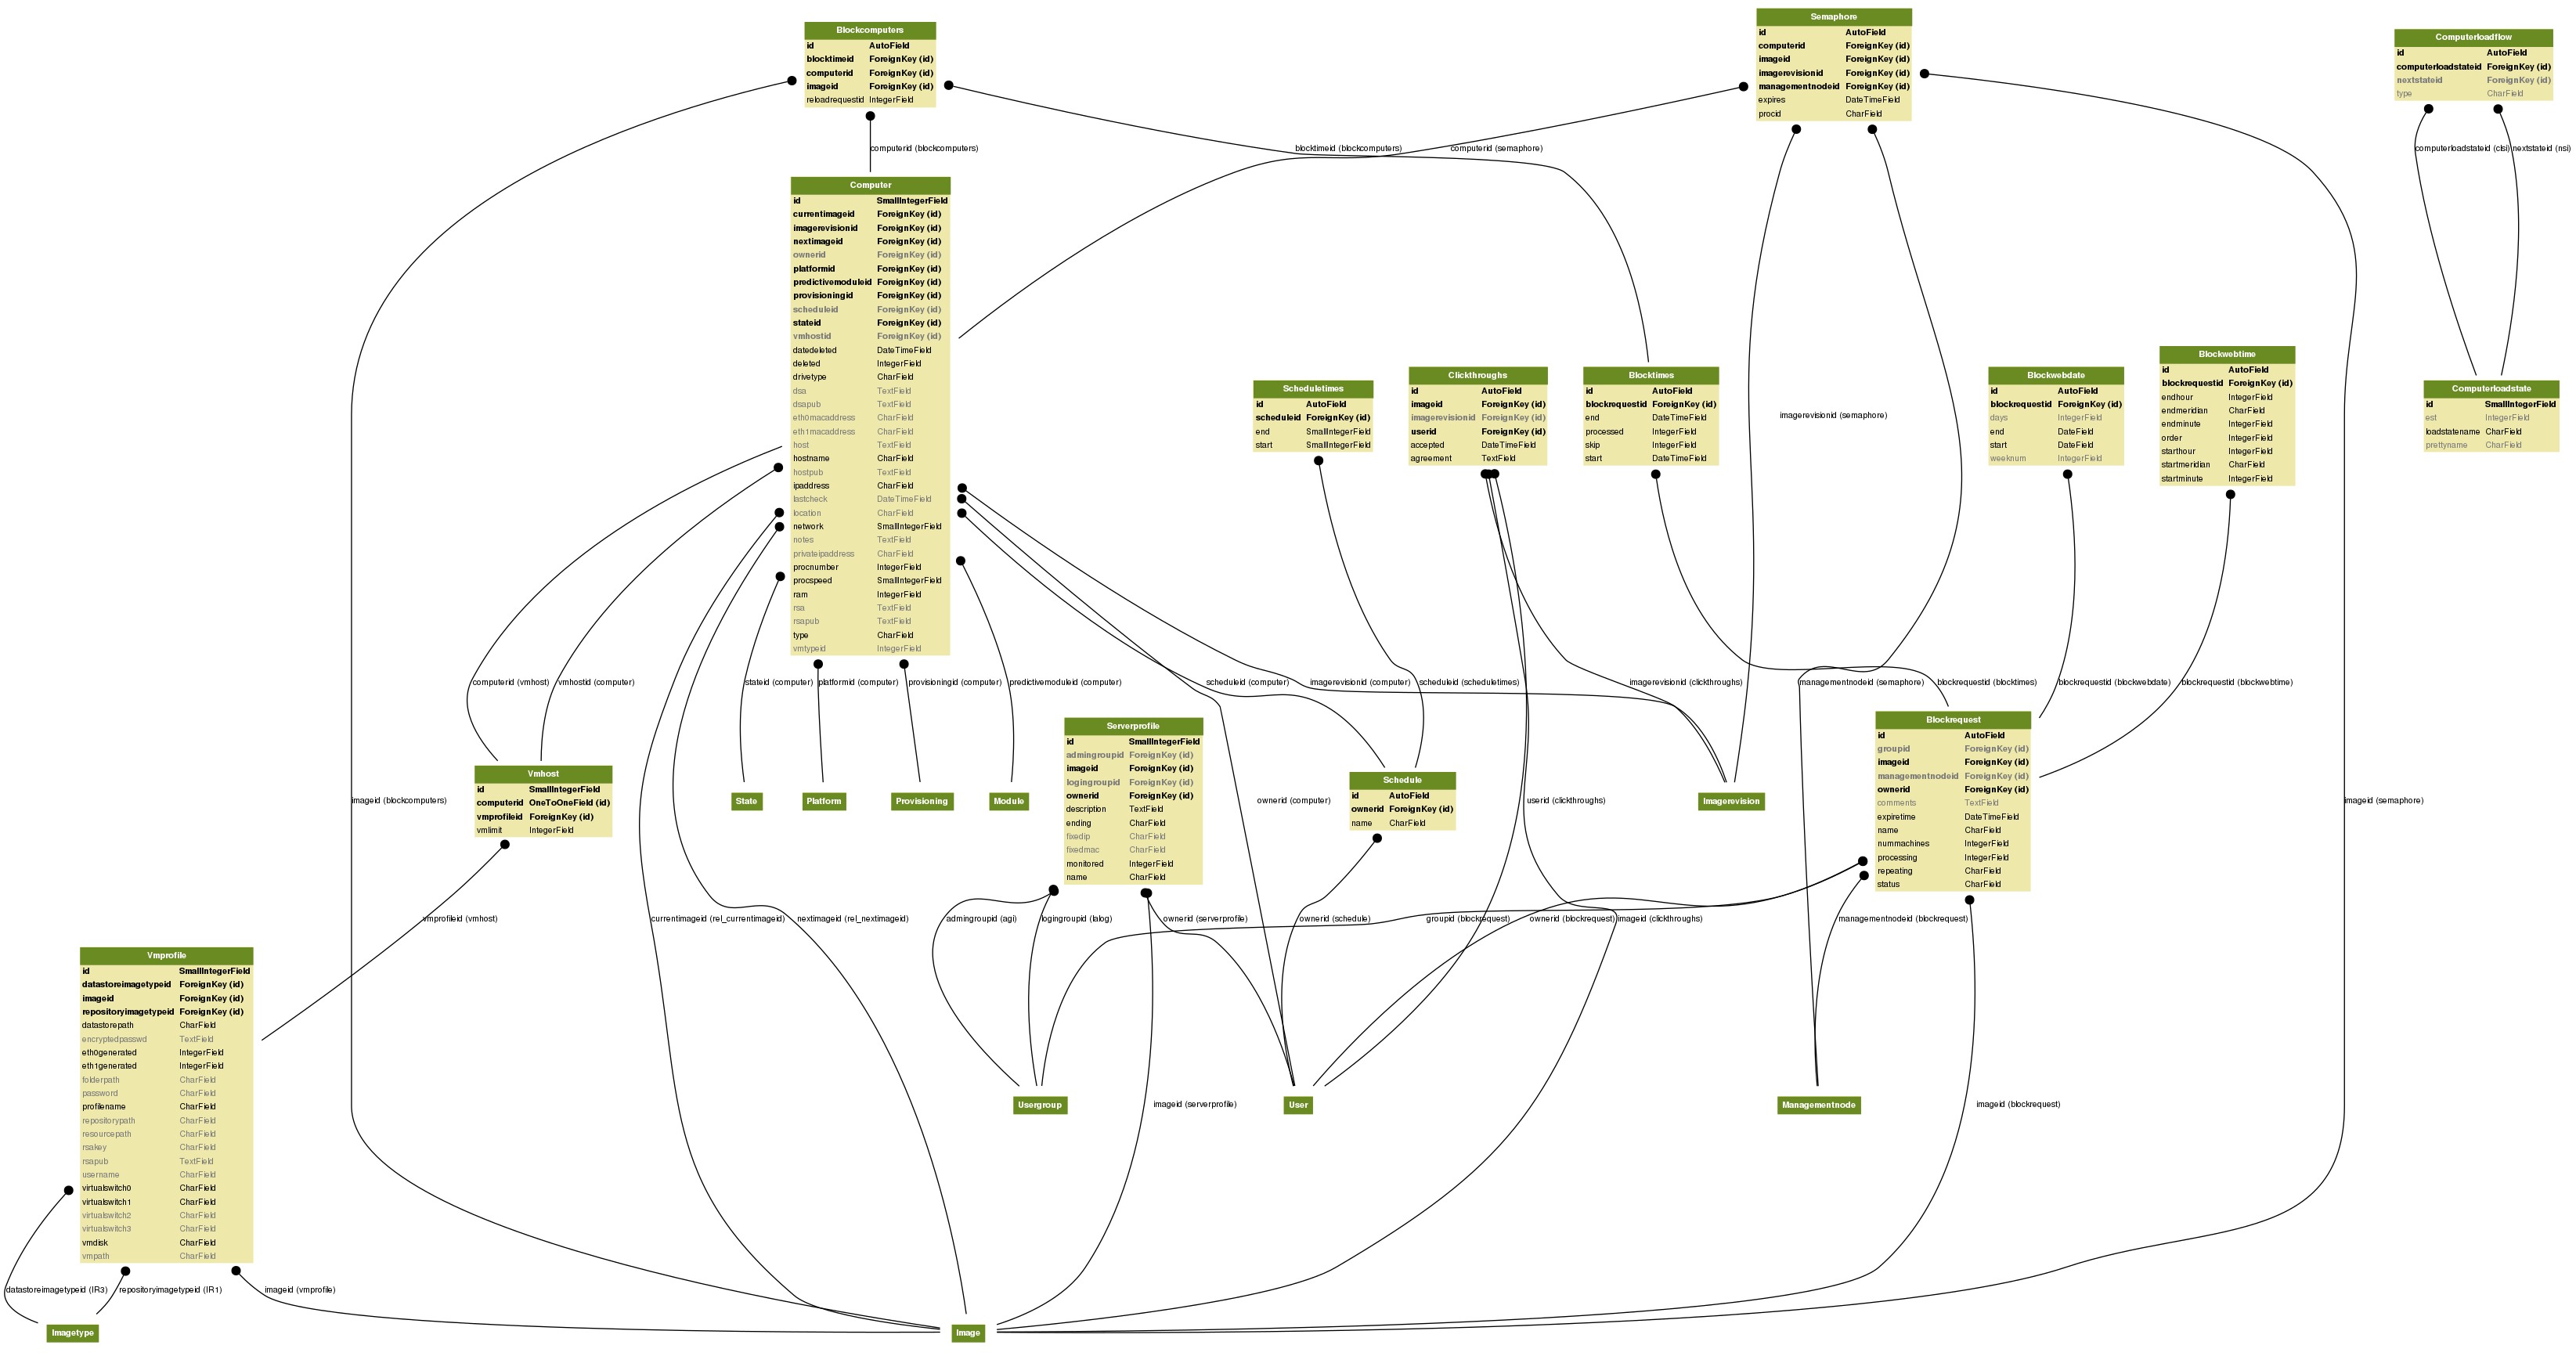 Blockcomputers
id AutoField
blocktimeid ForeignKey (id)
computerid ForeignKey (id)
imageid ForeignKey (id)
reloadrequestid IntegerField
Semaphore
id AutoField
computerid ForeignKey (id)
imageid ForeignKey (id)
imagerevisionid ForeignKey (id)
managementnodeid ForeignKey (id)
expires DateTimeField
procid CharField
Computerloadflow
id AutoField
computerloadstateid ForeignKey (id)
nextstateid ForeignKey (id)
type CharField
computerid (blockcomputers)
blocktimeid (blockcomputers)
computerid (semaphore)
computerloadstateid (clsi)
nextstateid (nsi)
Computer
id SmallIntegerField
currentimageid ForeignKey (id)
imagerevisionid ForeignKey (id)
nextimageid ForeignKey (id)
ownerid ForeignKey (id)
platformid ForeignKey (id)
predictivemoduleid ForeignKey (id)
provisioningid ForeignKey (id)
scheduleid ForeignKey (id)
stateid ForeignKey (id)
vmhostid ForeignKey (id)
datedeleted DateTimeField
deleted IntegerField
drivetype CharField
dsa TextField
dsapub TextField
eth0macaddress CharField
eth1macaddress CharField
host TextField
hostname CharField
hostpub TextField
ipaddress CharField
lastcheck DateTimeField
location CharField
network SmallIntegerField
notes TextField
privateipaddress CharField
procnumber IntegerField
procspeed SmallIntegerField
ram IntegerField
rsa TextField
rsapub TextField
type CharField
vmtypeid IntegerField
Scheduletimes
id AutoField
scheduleid ForeignKey (id)
end SmallIntegerField
start SmallIntegerField
Clickthroughs
id AutoField
imageid ForeignKey (id)
imagerevisionid ForeignKey (id)
userid ForeignKey (id)
accepted DateTimeField
agreement TextField
Blocktimes
id AutoField
blockrequestid ForeignKey (id)
end DateTimeField
processed IntegerField
skip IntegerField
start DateTimeField
imagerevisionid (semaphore)
Blockwebdate
id AutoField
blockrequestid ForeignKey (id)
days IntegerField
end DateField
start DateField
weeknum IntegerField
Blockwebtime
id AutoField
blockrequestid ForeignKey (id)
endhour IntegerField
endmeridian CharField
endminute IntegerField
order IntegerField
starthour IntegerField
startmeridian CharField
startminute IntegerField
Computerloadstate
id SmallIntegerField
est IntegerField
loadstatename CharField
prettyname CharField
computerid (vmhost)
vmhostid (computer)
stateid (computer)
platformid (computer)
provisioningid (computer)
predictivemoduleid (computer)
scheduleid (computer)
imagerevisionid (computer)
scheduleid (scheduletimes)
imagerevisionid (clickthroughs)
managementnodeid (semaphore)
blockrequestid (blocktimes)
blockrequestid (blockwebdate)
blockrequestid (blockwebtime)
Vmhost
id SmallIntegerField
computerid OneToOneField (id)
vmprofileid ForeignKey (id)
vmlimit IntegerField
State
Platform
Provisioning
Module
Serverprofile
id SmallIntegerField
admingroupid ForeignKey (id)
imageid ForeignKey (id)
logingroupid ForeignKey (id)
ownerid ForeignKey (id)
description TextField
ending CharField
fixedip CharField
fixedmac CharField
monitored IntegerField
name CharField
Schedule
id AutoField
ownerid ForeignKey (id)
name CharField
Imagerevision
Blockrequest
id AutoField
groupid ForeignKey (id)
imageid ForeignKey (id)
managementnodeid ForeignKey (id)
ownerid ForeignKey (id)
comments TextField
expiretime DateTimeField
name CharField
nummachines IntegerField
processing IntegerField
repeating CharField
status CharField
imageid (blockcomputers)
ownerid (computer)
userid (clickthroughs)
imageid (semaphore)
vmprofileid (vmhost)
currentimageid (rel_currentimageid)
nextimageid (rel_nextimageid)
admingroupid (agi)
logingroupid (lalog)
ownerid (serverprofile)
ownerid (schedule)
groupid (blockrequest)
ownerid (blockrequest)
imageid (clickthroughs)
managementnodeid (blockrequest)
Vmprofile
id SmallIntegerField
datastoreimagetypeid ForeignKey (id)
imageid ForeignKey (id)
repositoryimagetypeid ForeignKey (id)
datastorepath CharField
encryptedpasswd TextField
eth0generated IntegerField
eth1generated IntegerField
folderpath CharField
password CharField
profilename CharField
repositorypath CharField
resourcepath CharField
rsakey CharField
rsapub TextField
username CharField
virtualswitch0 CharField
virtualswitch1 CharField
virtualswitch2 CharField
virtualswitch3 CharField
vmdisk CharField
vmpath CharField
Usergroup
imageid (serverprofile)
User
Managementnode
imageid (blockrequest)
datastoreimagetypeid (IR3)
repositoryimagetypeid (IR1)
imageid (vmprofile)
Imagetype
Image